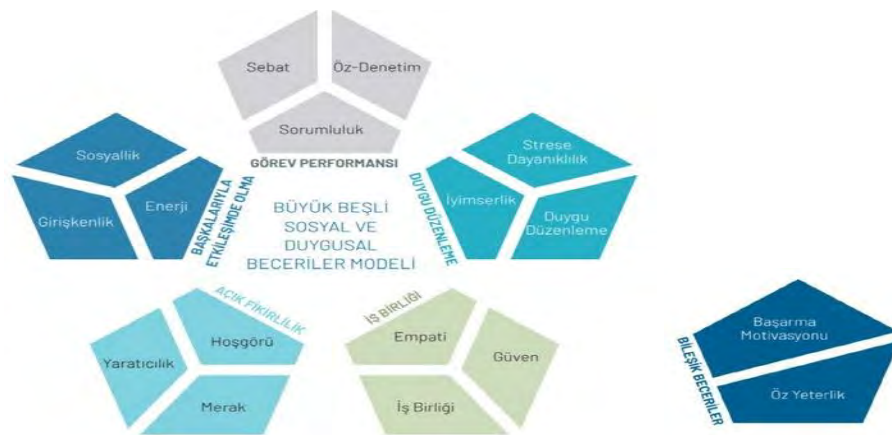 Sebat
Öz-Denetim
Sorumluluk
GÖREV PERFORMANSI
Sosyallik
Girişkenlik
Enerji
BAŞKALARIYLA
ETKİLEŞİMDE OLMA
Strese
Dayanıklılık
İyimserlik
Duygu
Düzenleme
DUYGU DÜZENLEME
BÜYÜK BEŞLİ
SOSYAL VE
DUYGUSAL
BECERİLER MODELİ
AÇIK FİKİRLİLİK
Hoşgörü
Yaratıcılık
Merak
İŞ BİRLİĞİ
Empati
Güven
İş Birliği
BİLEŞİK BECERİLER
Başarma
Motivasyonu
Öz Yeterlik